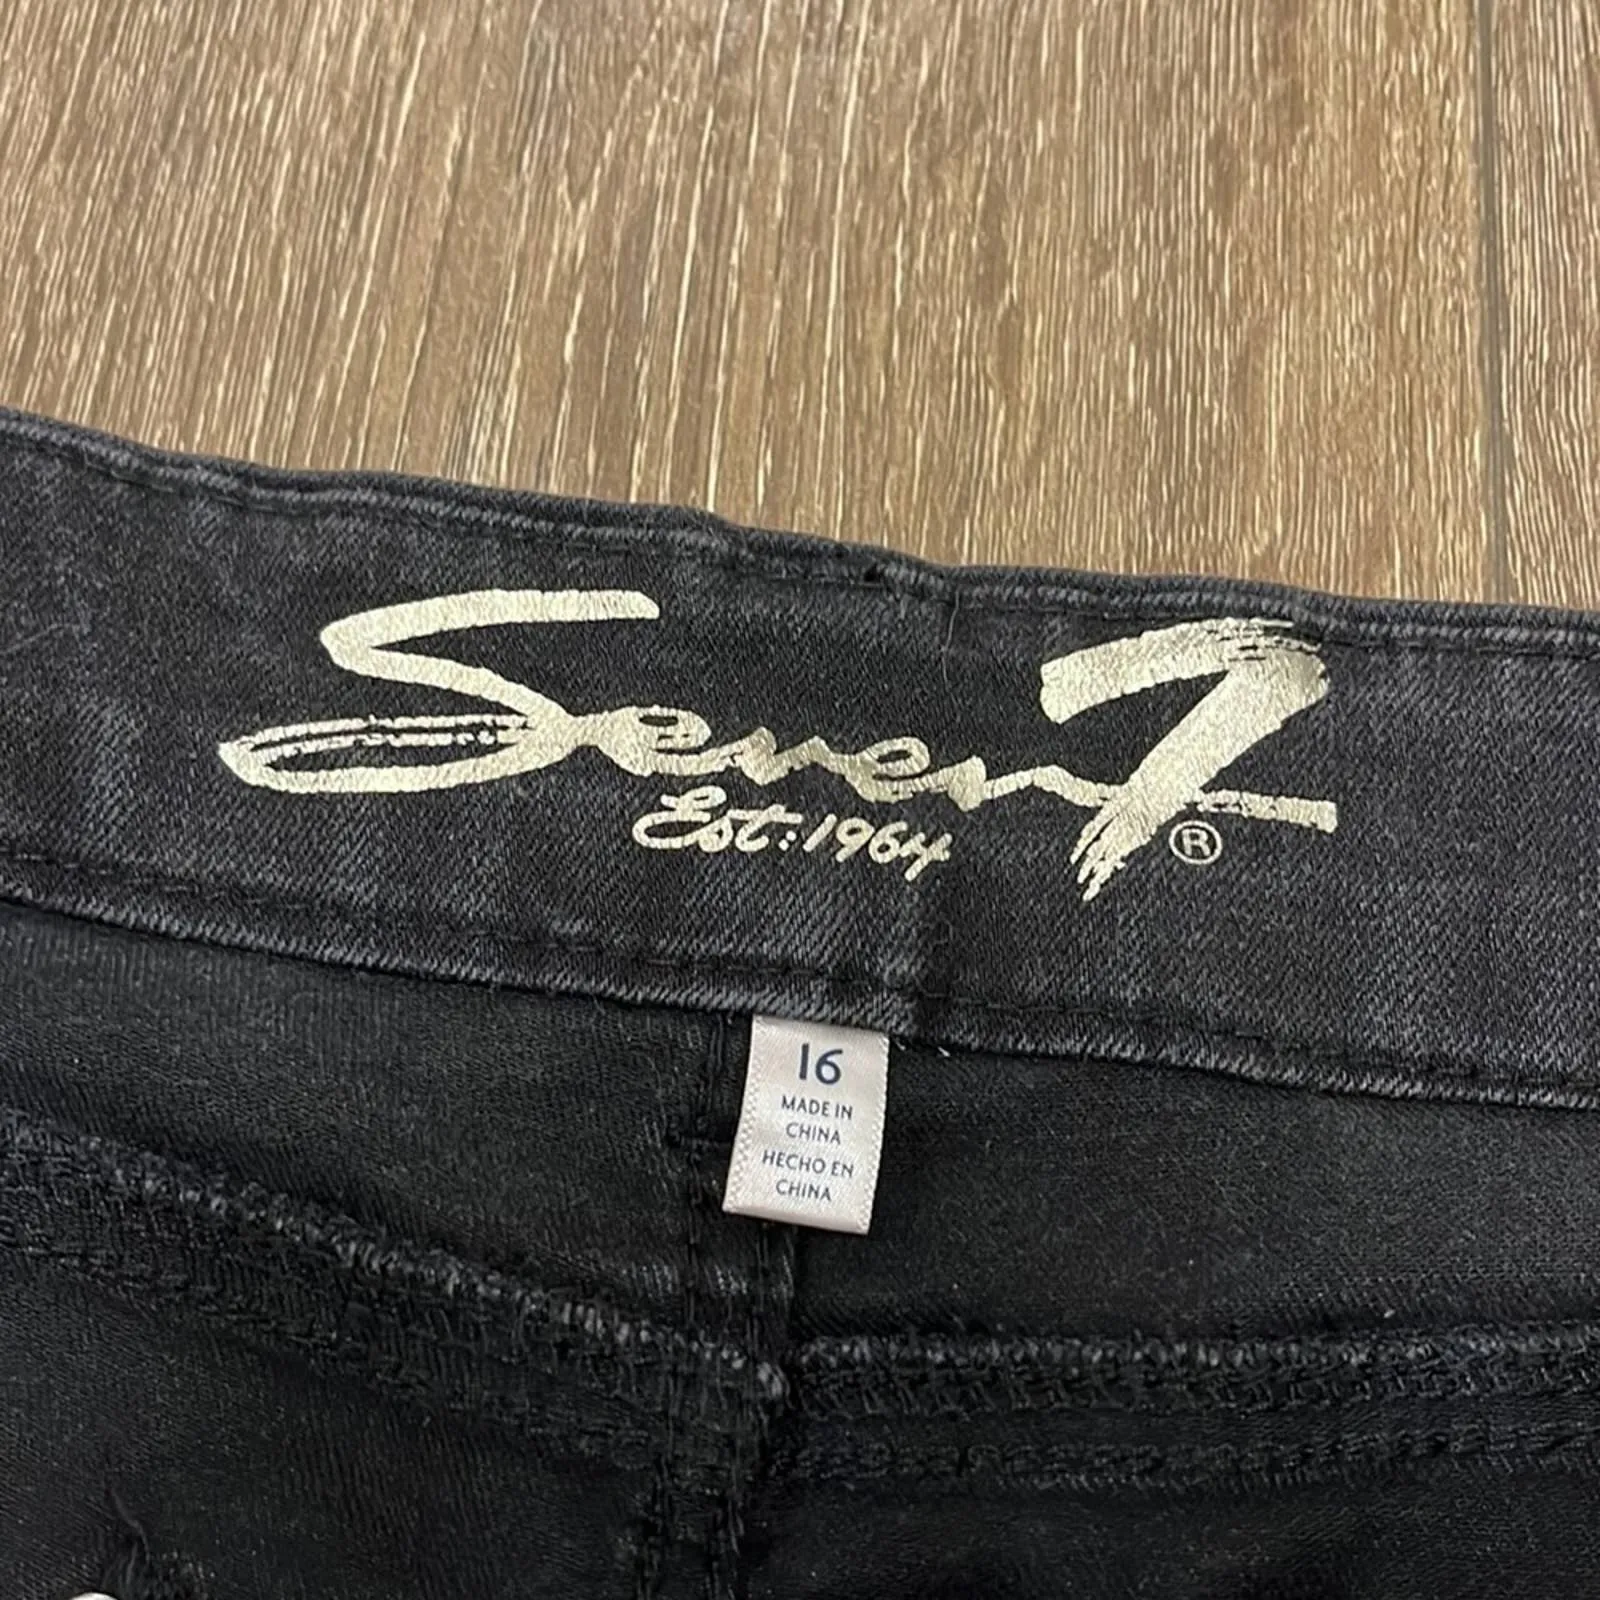 Seven7®
Est: 1964
16
MADE IN
CHINA
HECHO EN
CHINA